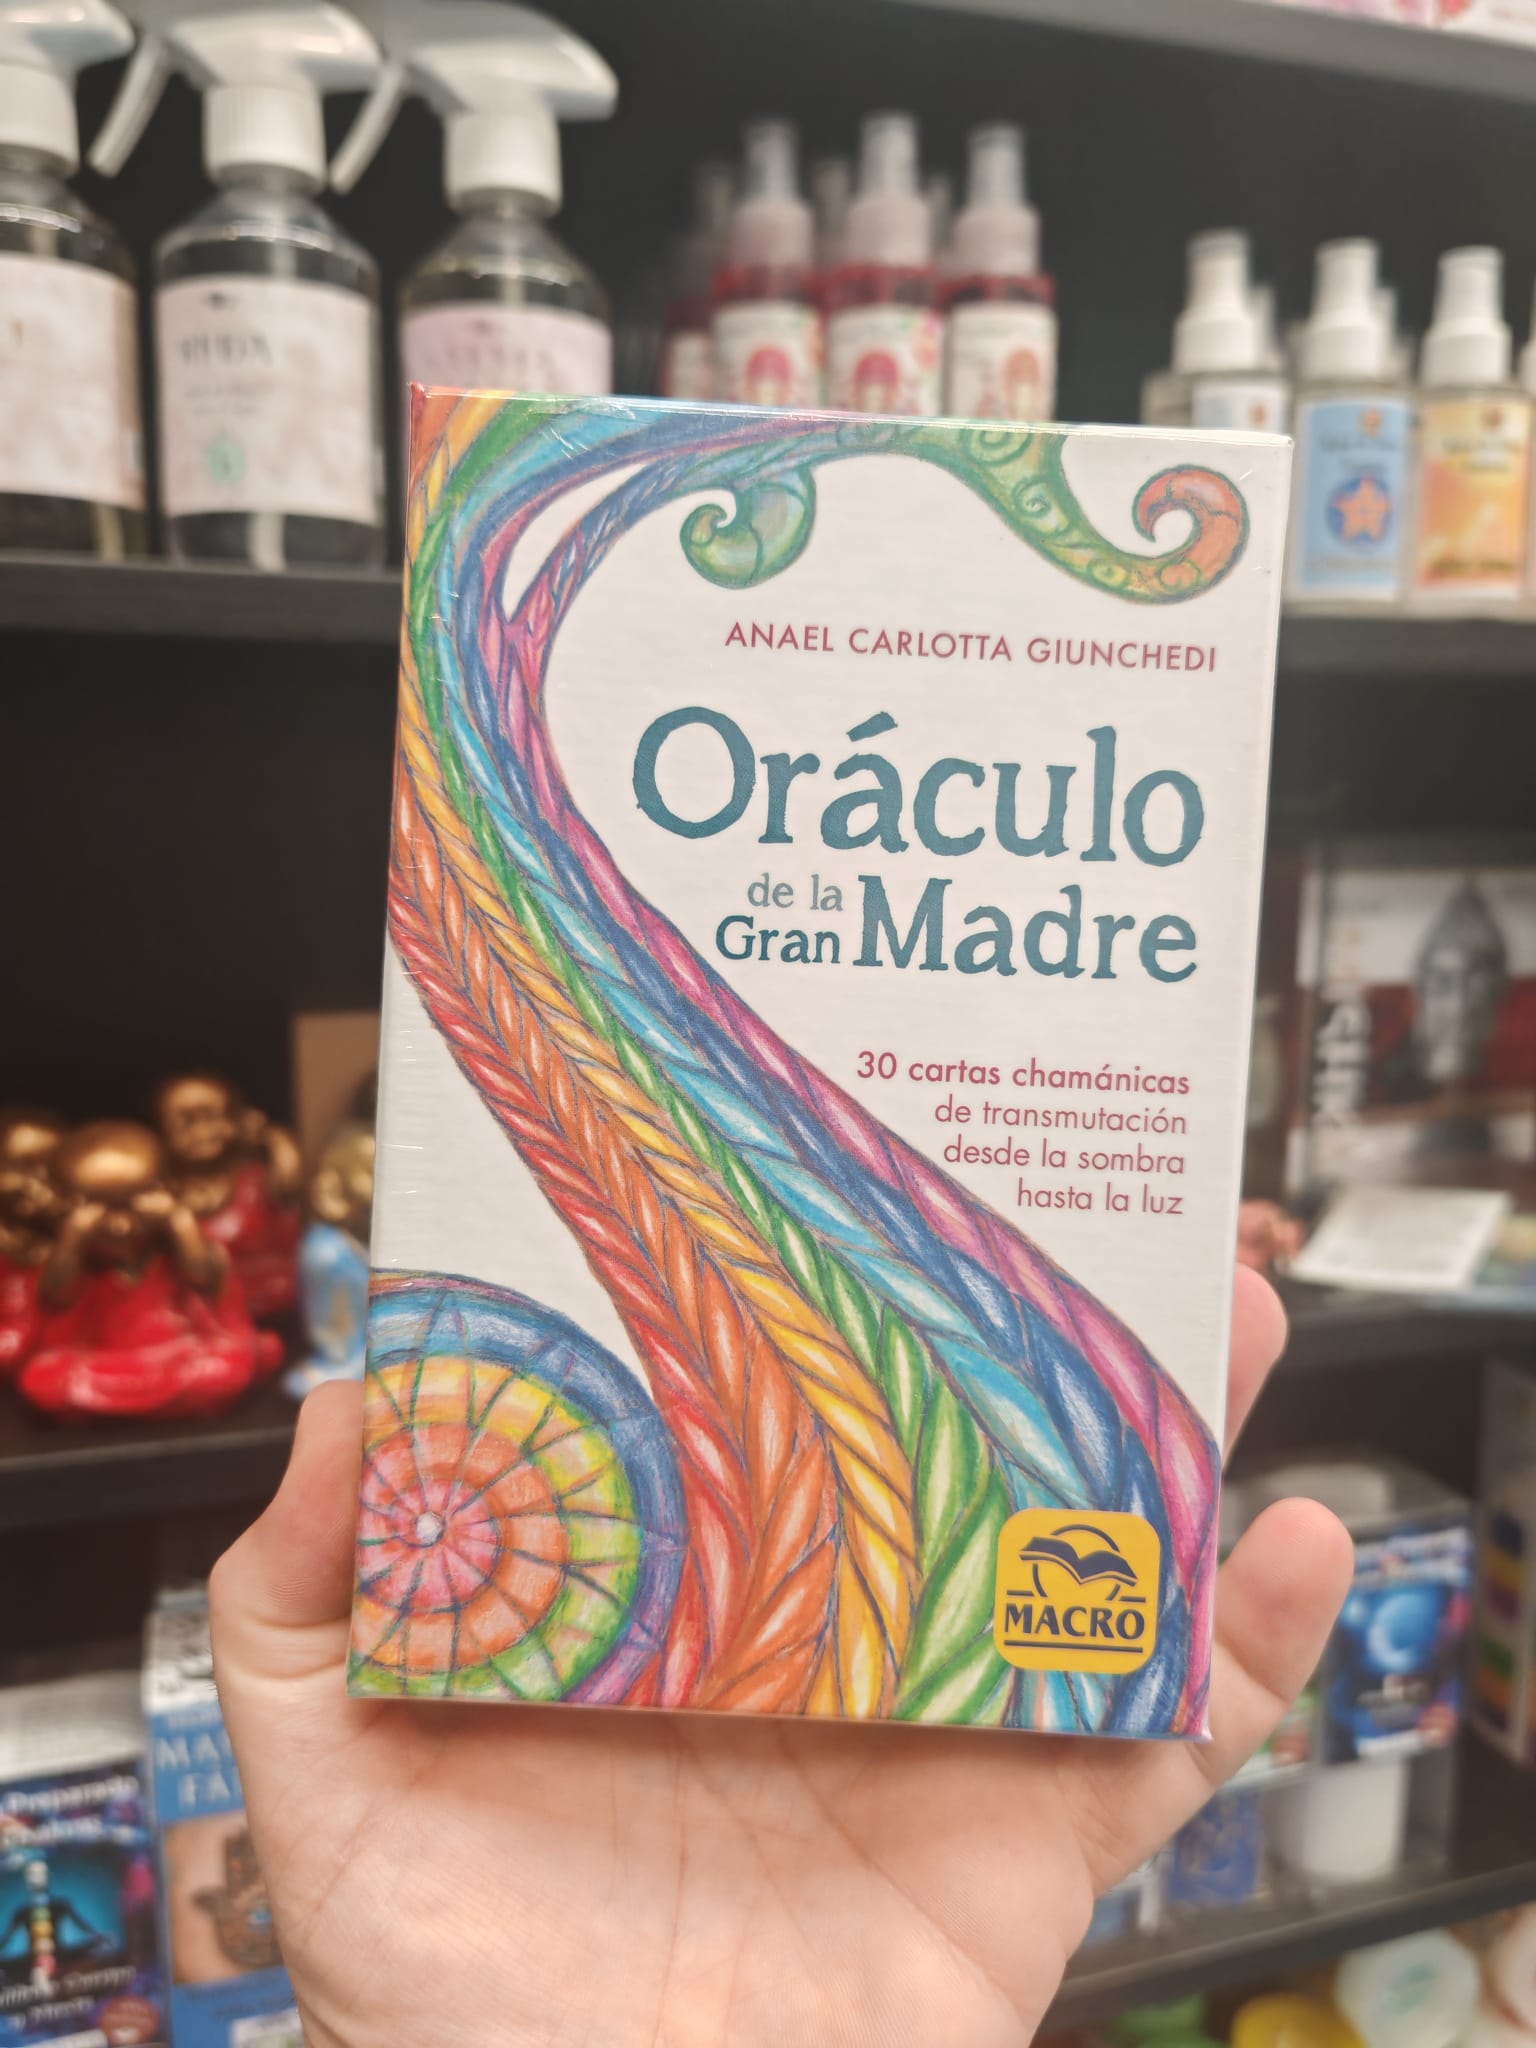 ANAEL CARLOTTA GIUNCHEDI
Oráculo
de la
Gran Madre
30 cartas chamánicas
de transmutación
desde la sombra
hasta la luz
MACRO